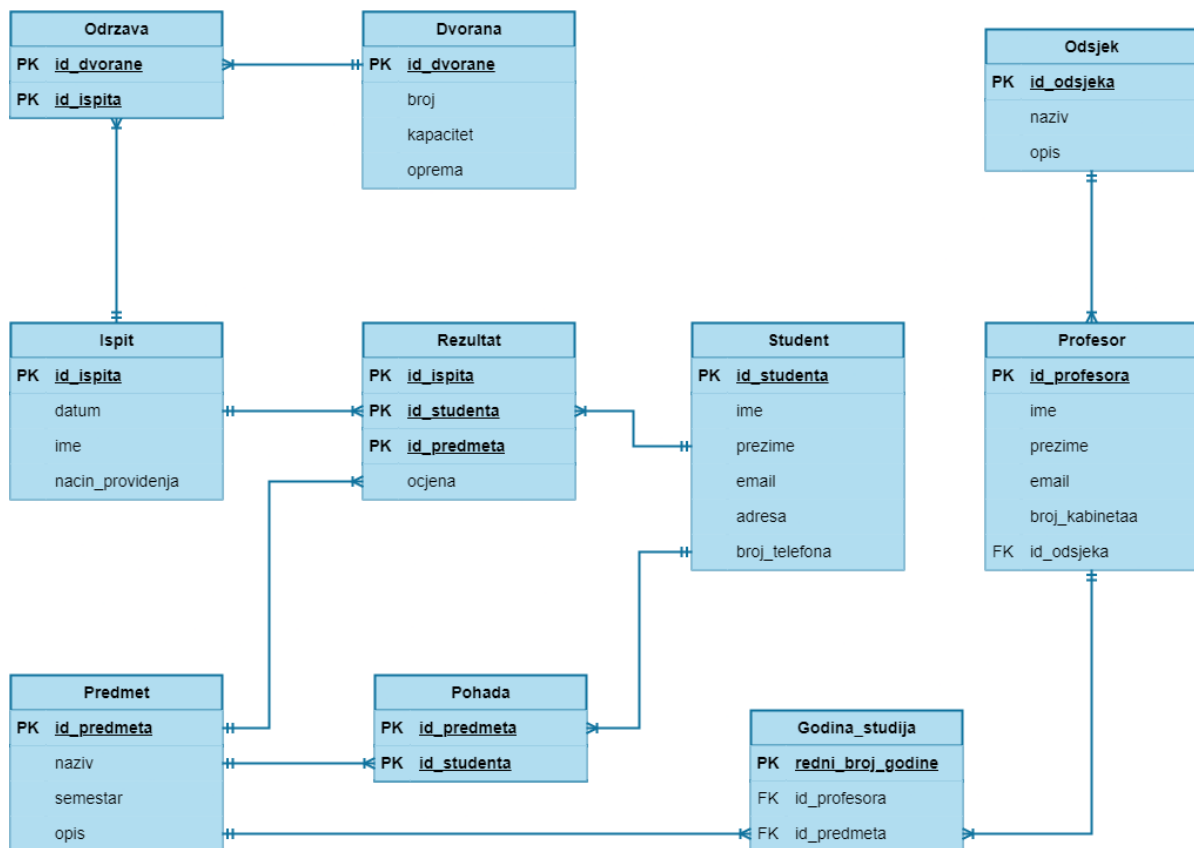 Odrzava
PK id_dvorane
PK id_ispita
Dvorana
PK id_dvorane
broj
kapacitet
oprema
Odsjek
PK id_odsjeka
naziv
opis
Ispit
PK id_ispita
datum
ime
nacin_providenja
Rezultat
PK id_ispita
PK id_studenta
PK id_predmeta
ocjena
Student
PK id_studenta
ime
prezime
email
adresa
broj_telefona
Profesor
PK id_profesora
ime
prezime
email
broj_kabinetaa
FK id_odsjeka
Predmet
PK id_predmeta
naziv
semestar
opis
Pohada
PK id_predmeta
PK id_studenta
Godina_studija
PK redni_broj_godine
FK id_profesora
FK id_predmeta